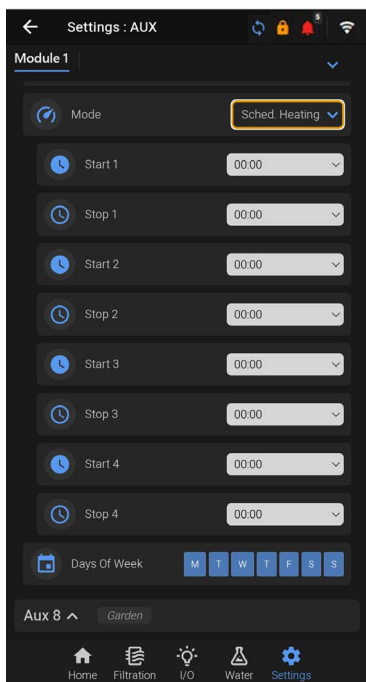 Settings : AUX
5
Module 1
Mode
Sched. Heating
Start 1
00:00
Stop 1
00:00
Start 2
00:00
Stop 2
00:00
Start 3
00:00
Stop 3
00:00
Start 4
00:00
Stop 4
00:00
Days Of Week
M T W T F S S
Aux 8
Garden
Home Filtration I/O Water Settings